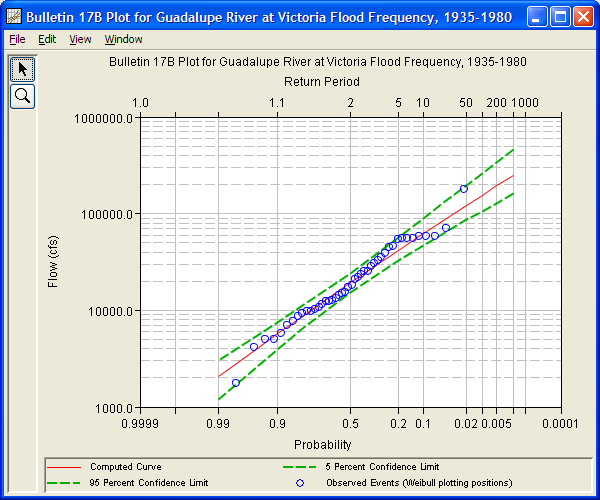 Bulletin 17B Plot for Guadalupe River at Victoria Flood Frequency, 1935-1980
File Edit View Window
Bulletin 17B Plot for Guadalupe River at Victoria Flood Frequency, 1935-1980
Return Period
1.0 1.1 2 5 10 50 200 1000
1000000.0
100000.0
10000.0
1000.0
Flow (cfs)
0.9999 0.99 0.9 0.5 0.2 0.1 0.02 0.005 0.0001
Probability
Computed Curve 5 Percent Confidence Limit
95 Percent Confidence Limit Observed Events (Weibull plotting positions)